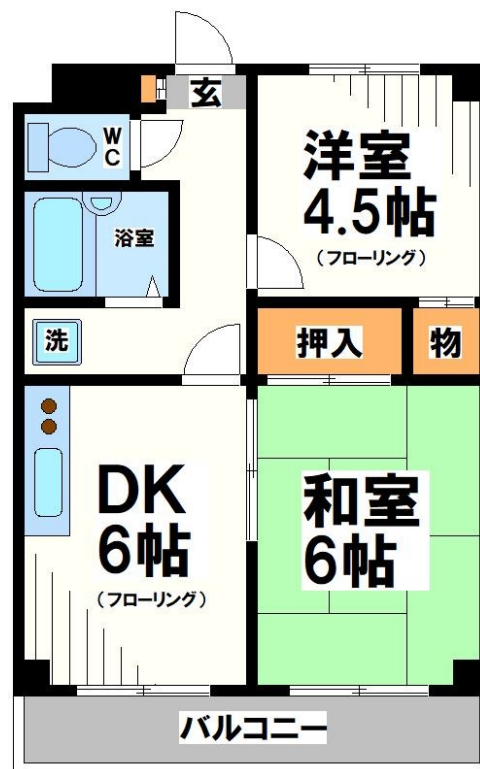 玄
WC
洋室
4.5帖
(フローリング)
浴室
洗
押入
物
DK
6帖
(フローリング)
和室
6帖
バルコニー